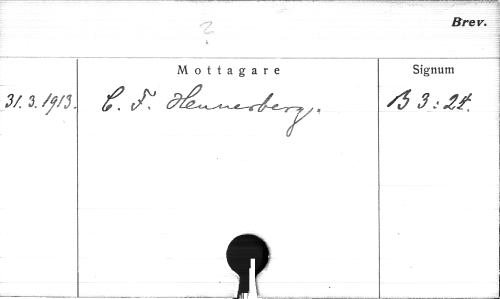 ?
Brev.
Mottagare Signum
31.3.1913. C. F. Hennerberg. B 3:24.